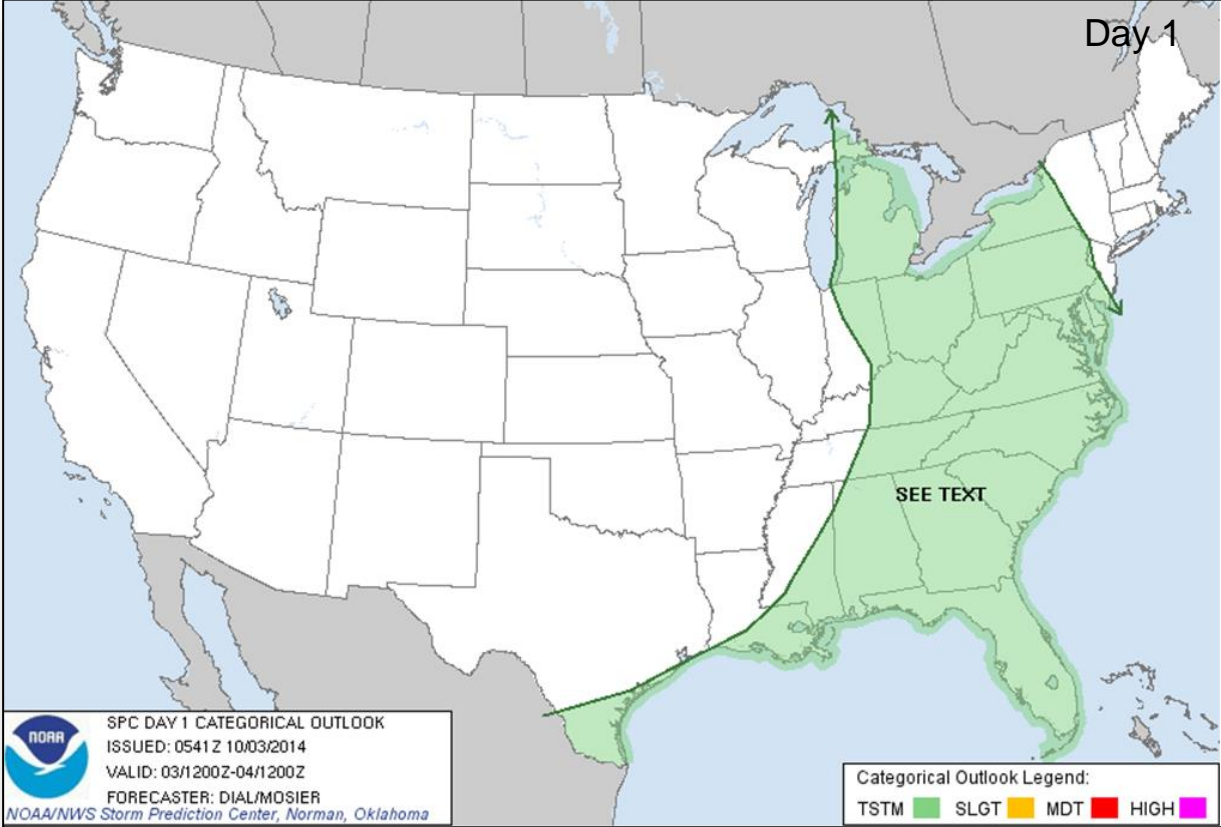 Day 1
SEE TEXT
NOAA
SPC DAY 1 CATEGORICAL OUTLOOK
ISSUED: 0541Z 10/03/2014
VALID: 03/1200Z-04/1200Z
FORECASTER: DIAL/MOSIER
NOAA/NWS Storm Prediction Center, Norman, Oklahoma
Categorical Outlook Legend:
TSTM SLGT MDT HIGH